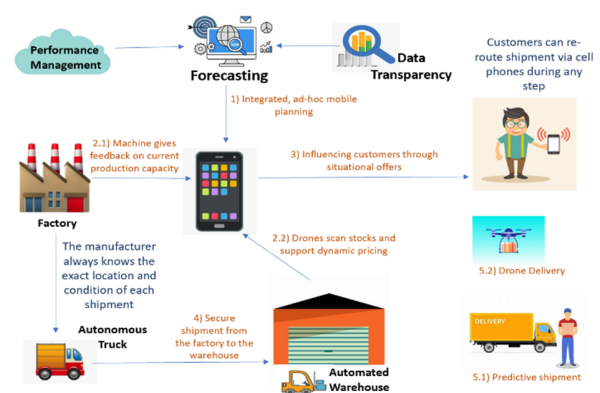 Performance
Management
Forecasting
Data
Transparency
Customers can re-
route shipment via cell
phones during any
step
1) Integrated, ad-hoc mobile
planning
2.1) Machine gives
feedback on current
production capacity
3) Influencing customers through
situational offers
Factory
2.2) Drones scan stocks and
support dynamic pricing
The manufacturer
always knows the
exact location and
condition of each
shipment
5.2) Drone Delivery
Autonomous
Truck
4) Secure
shipment from
the factory to the
warehouse
DELIVERY
Automated
Warehouse
5.1) Predictive shipment